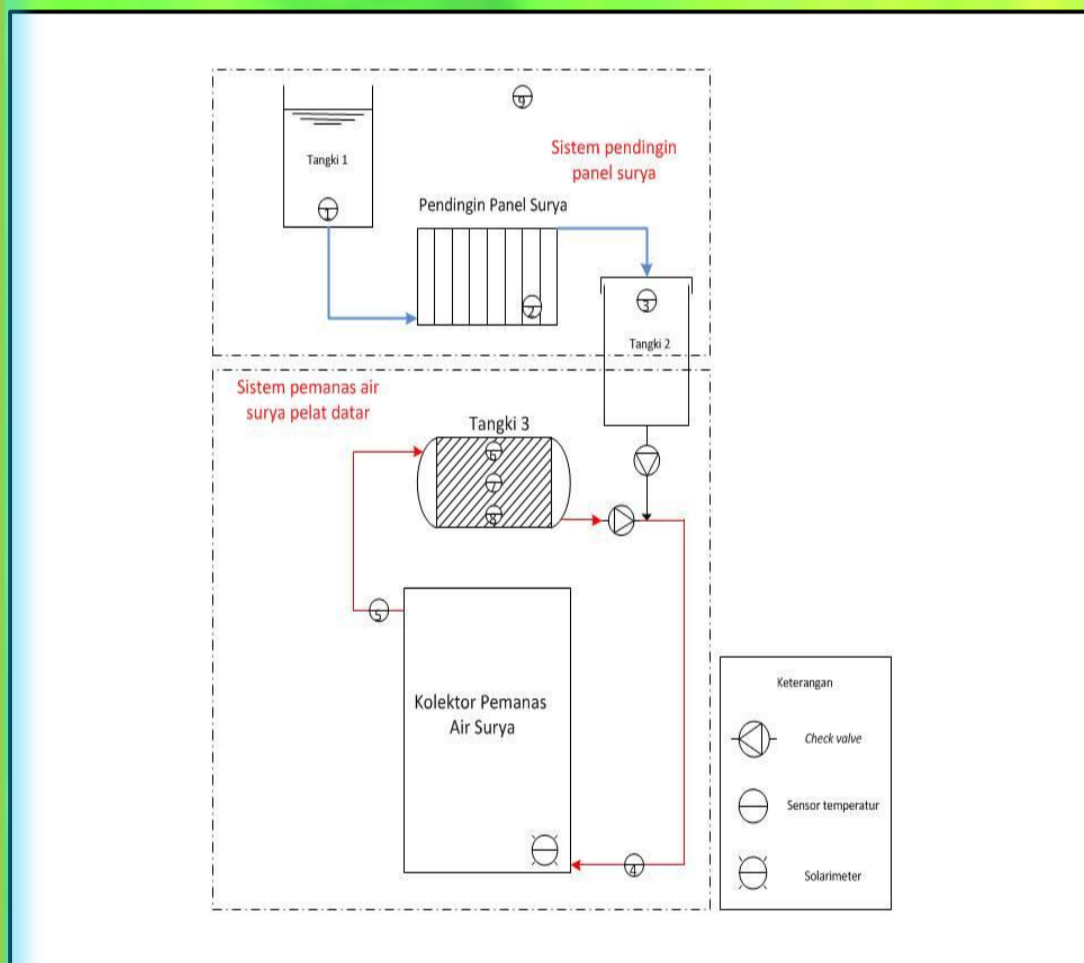 9
Sistem pendingin
panel surya
Tangki 1
1
Pendingin Panel Surya
2
3
Tangki 2
Sistem pemanas air
surya pelat datar
Tangki 3
6
7
8
5
Kolektor Pemanas
Air Surya
4
Keterangan
Check valve
Sensor temperatur
Solarimeter